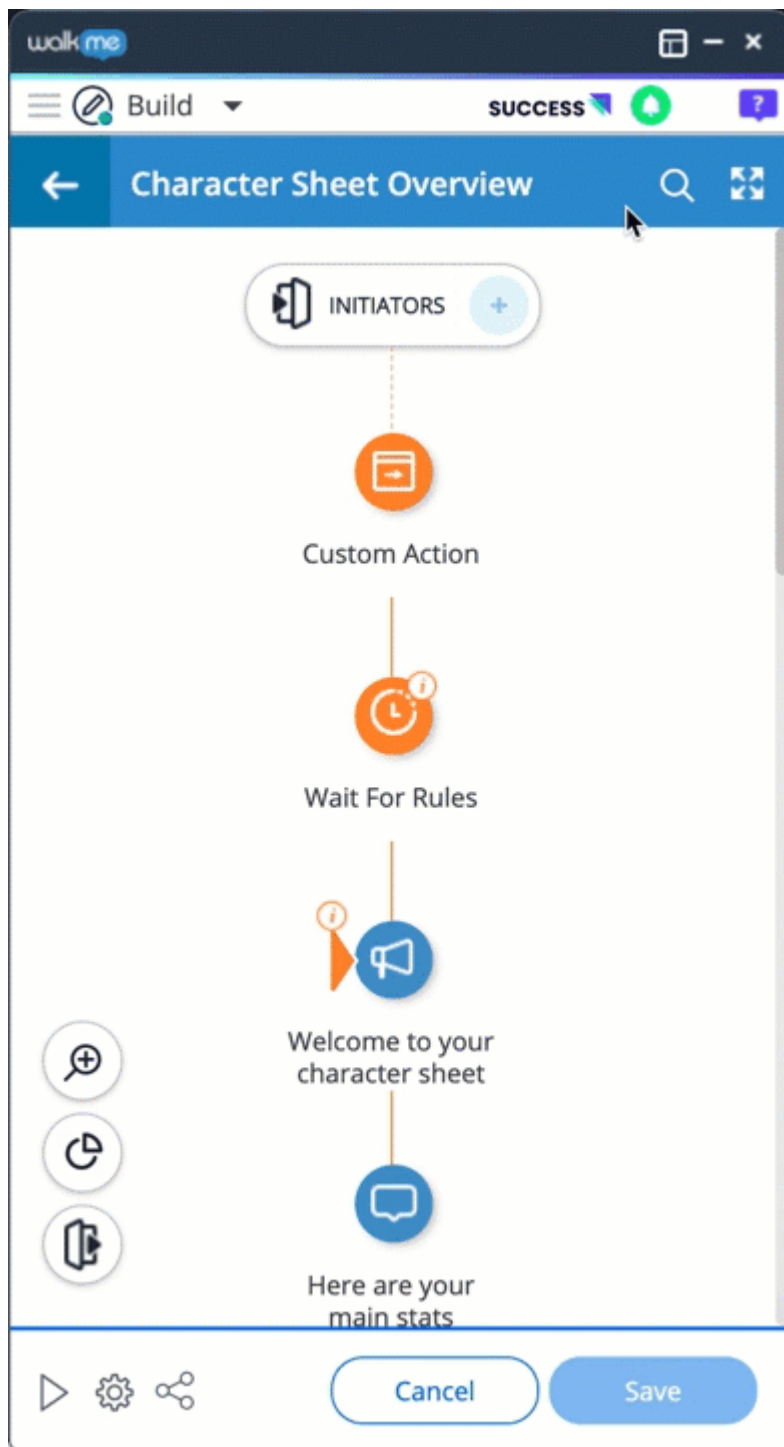 walkme
Build
SUCCESS
?
Character Sheet Overview
INITIATORS +
Custom Action
i
Wait For Rules
i
Welcome to your
character sheet
Here are your
main stats
Cancel
Save